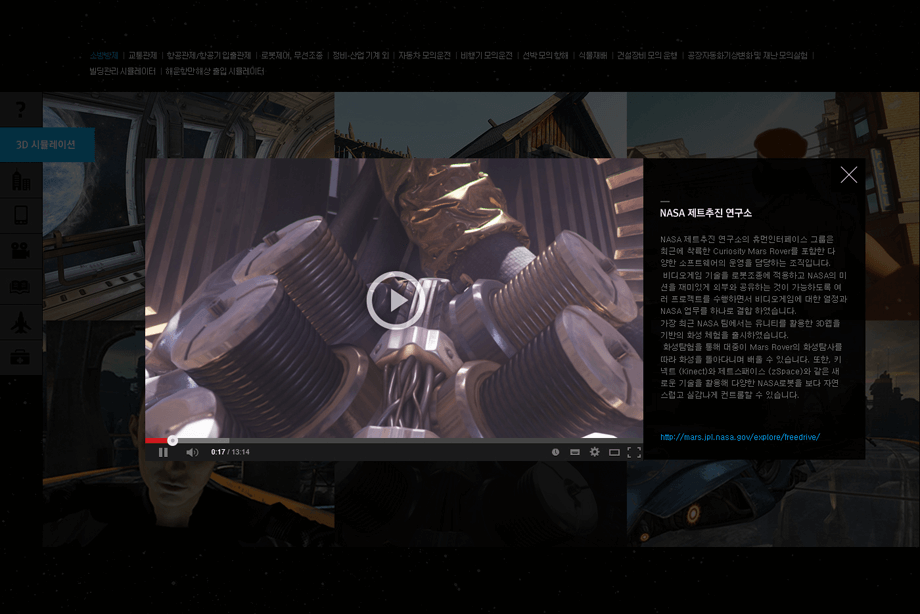 소방방재 | 교통관제 | 항공관제/항공기 입출관제 | 로봇제어, 무선조종 | 정비-산업 기계 외 | 자동차 모의운전 | 비행기 모의운전 | 선박 모의 항해 | 식물재배 | 건설장비 모의 운행 | 공장자동화기상변화 및 재난 모의실험 |
빌딩관리 시뮬레이터 | 해운항만 해상 출입 시뮬레이터
?
3D 시뮬레이션
NASA 제트추진 연구소
NASA 제트추진 연구소의 휴먼인터페이스 그룹은
최근에 착륙한 Curiosity Mars Rover를 포함한 다
양한 소프트웨어의 운영을 담당하는 조직입니다.
비디오게임 기술을 로봇조종에 적용하고 NASA의 미
션을 재미있게 외부와 공유하는 것이 가능하도록 여
러 프로젝트를 수행하면서 비디오게임에 대한 열정과
NASA 업무를 하나로 결합 하였습니다.
가장 최근 NASA 팀에서는 유니티를 활용한 3D웹을
기반의 화성 체험을 출시하였습니다.
화성탐험을 통해 대중이 Mars Rover의 화성탐사를
따라 화성을 돌아다니며 배울 수 있습니다. 또한, 키
넥트 (Kinect)와 제트스페이스 (zSpace)와 같은 새
로운 기술을 활용해 다양한 NASA로봇을 보다 자연
스럽고 실감나게 컨트롤할 수 있습니다.
http://mars.jpl.nasa.gov/explore/freedrive/
0:17 / 13:14